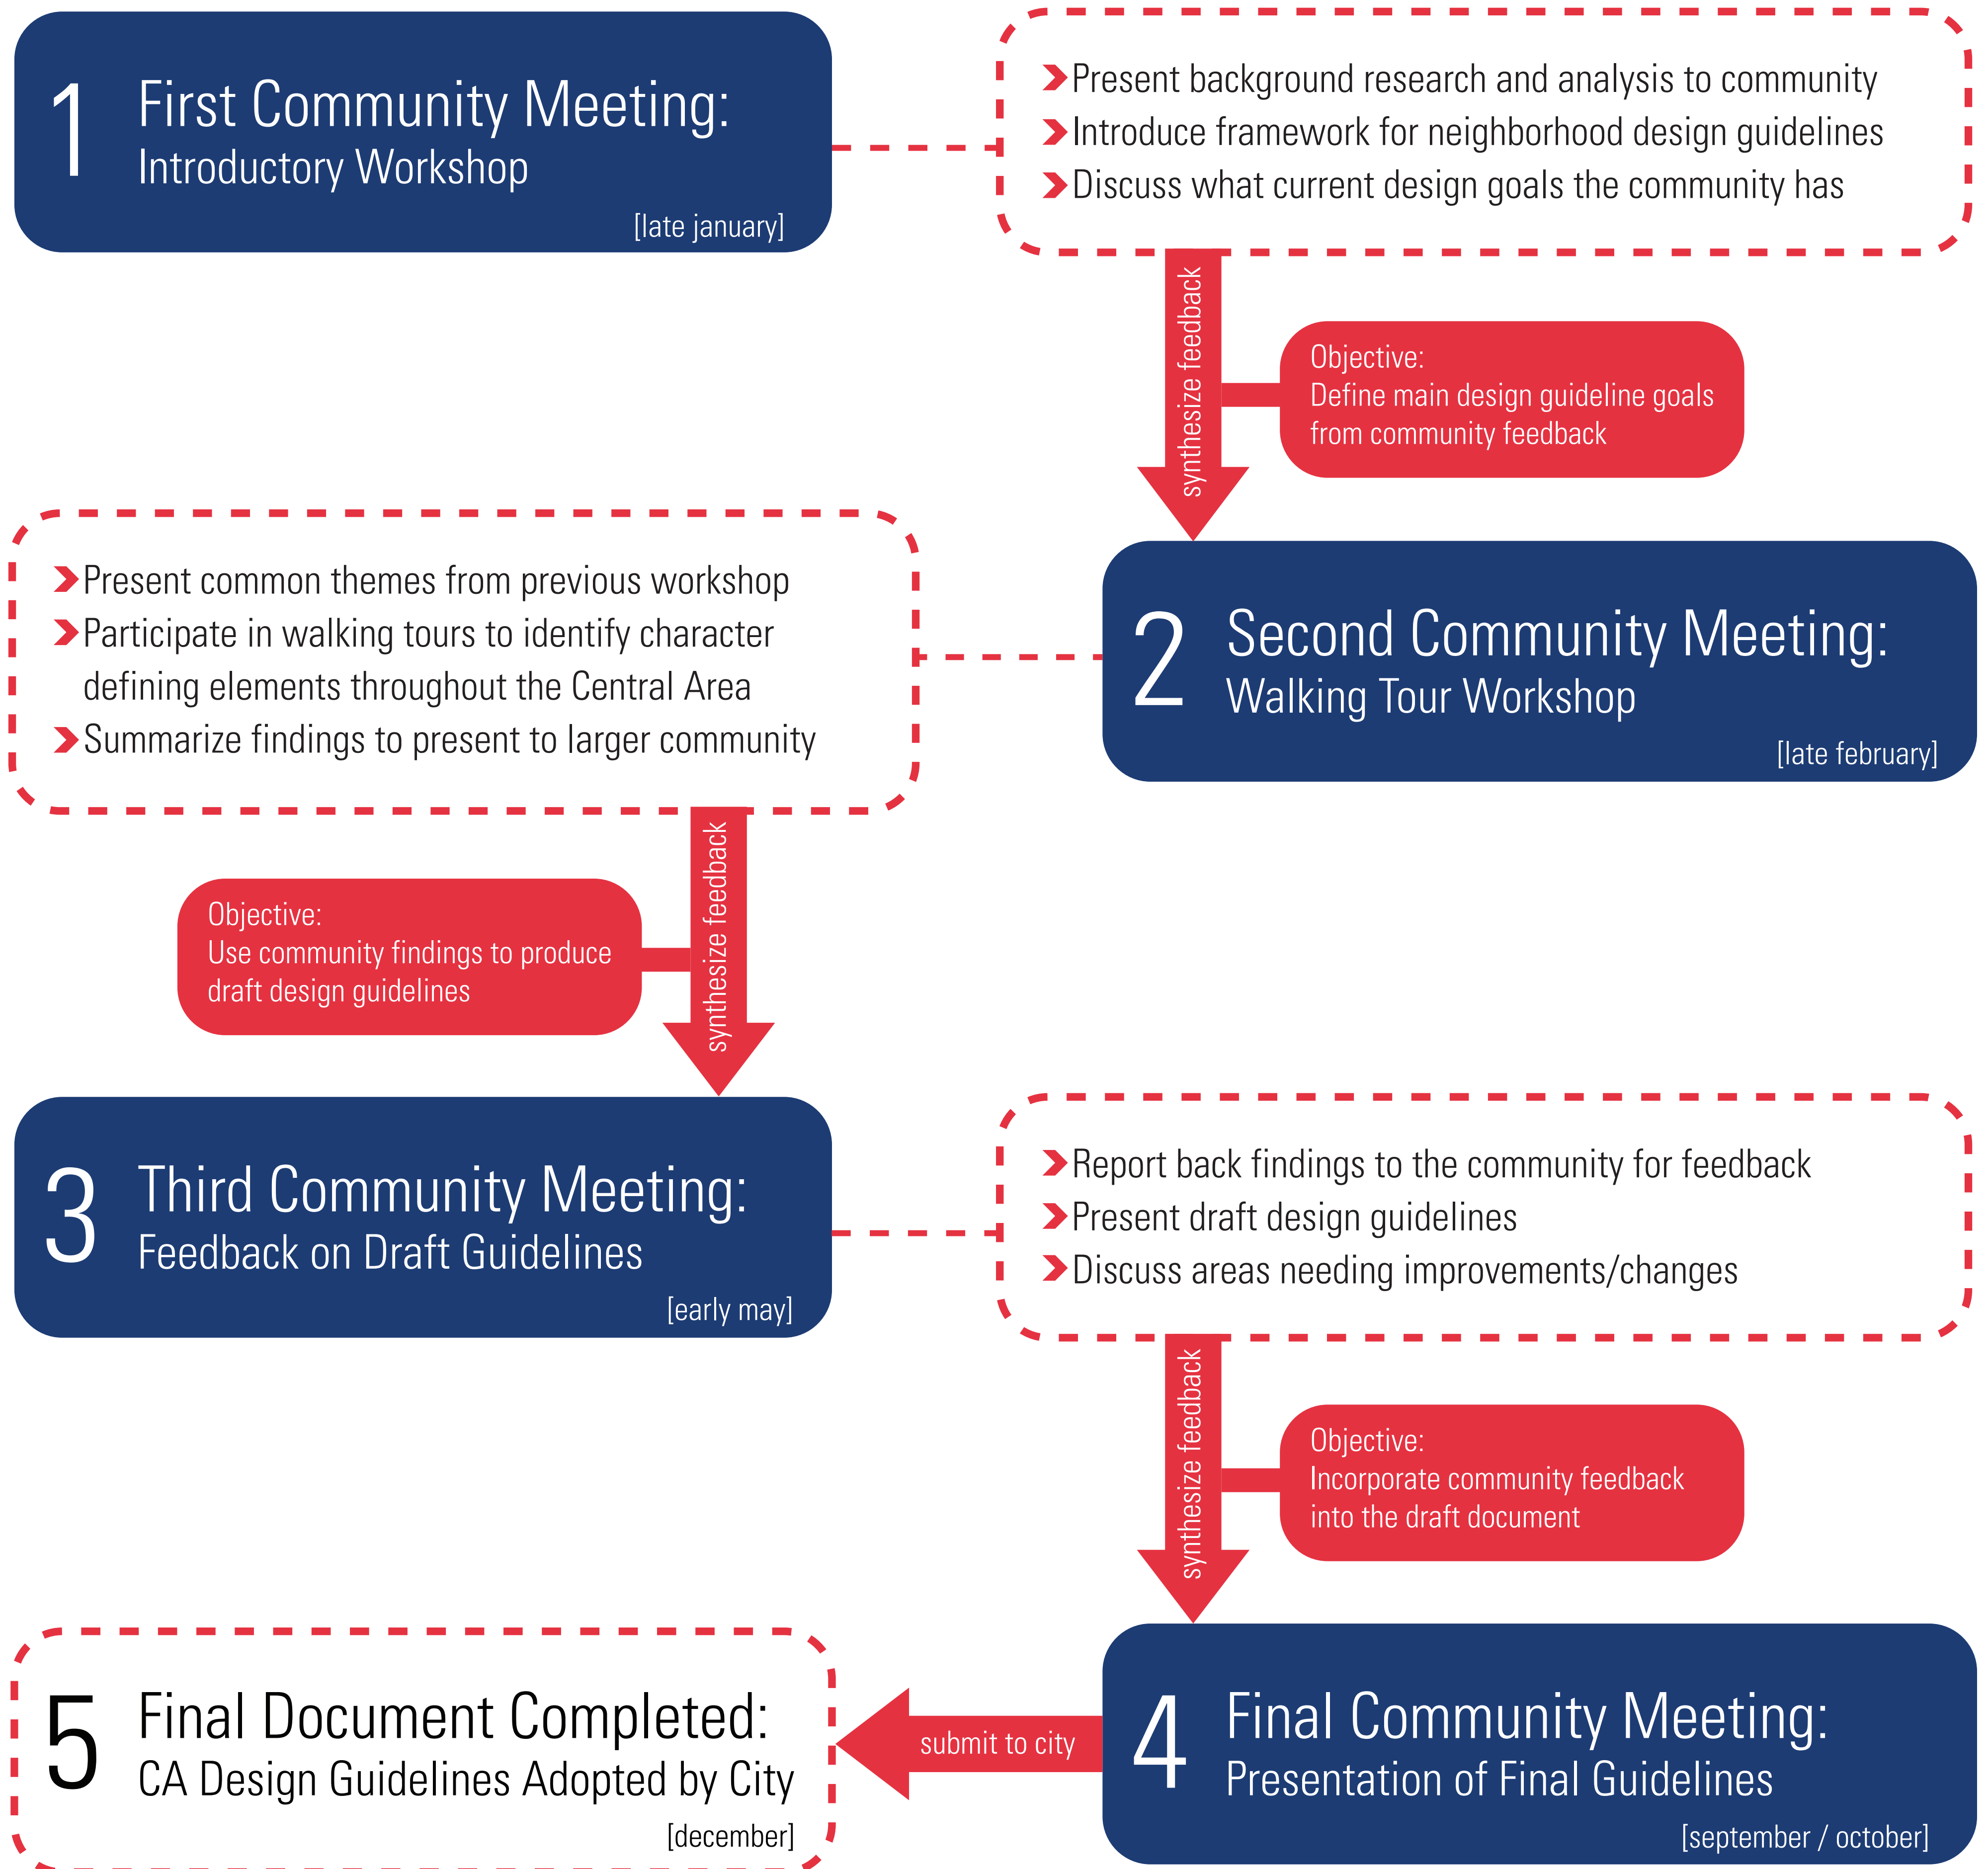 1
First Community Meeting:
Introductory Workshop
[late january]
Present background research and analysis to community
Introduce framework for neighborhood design guidelines
Discuss what current design goals the community has
synthesize feedback
Objective:
Define main design guideline goals
from community feedback
2
Second Community Meeting:
Walking Tour Workshop
[late february]
Present common themes from previous workshop
Participate in walking tours to identify character
defining elements throughout the Central Area
Summarize findings to present to larger community
synthesize feedback
Objective:
Use community findings to produce
draft design guidelines
3
Third Community Meeting:
Feedback on Draft Guidelines
[early may]
Report back findings to the community for feedback
Present draft design guidelines
Discuss areas needing improvements/changes
synthesize feedback
Objective:
Incorporate community feedback
into the draft document
4
Final Community Meeting:
Presentation of Final Guidelines
[september / october]
submit to city
5
Final Document Completed:
CA Design Guidelines Adopted by City
[december]